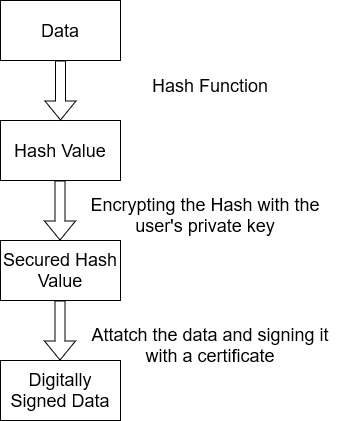 Data
Hash Function
Hash Value
Encrypting the Hash with the
user's private key
Secured Hash
Value
Attatch the data and signing it
with a certificate
Digitally
Signed Data